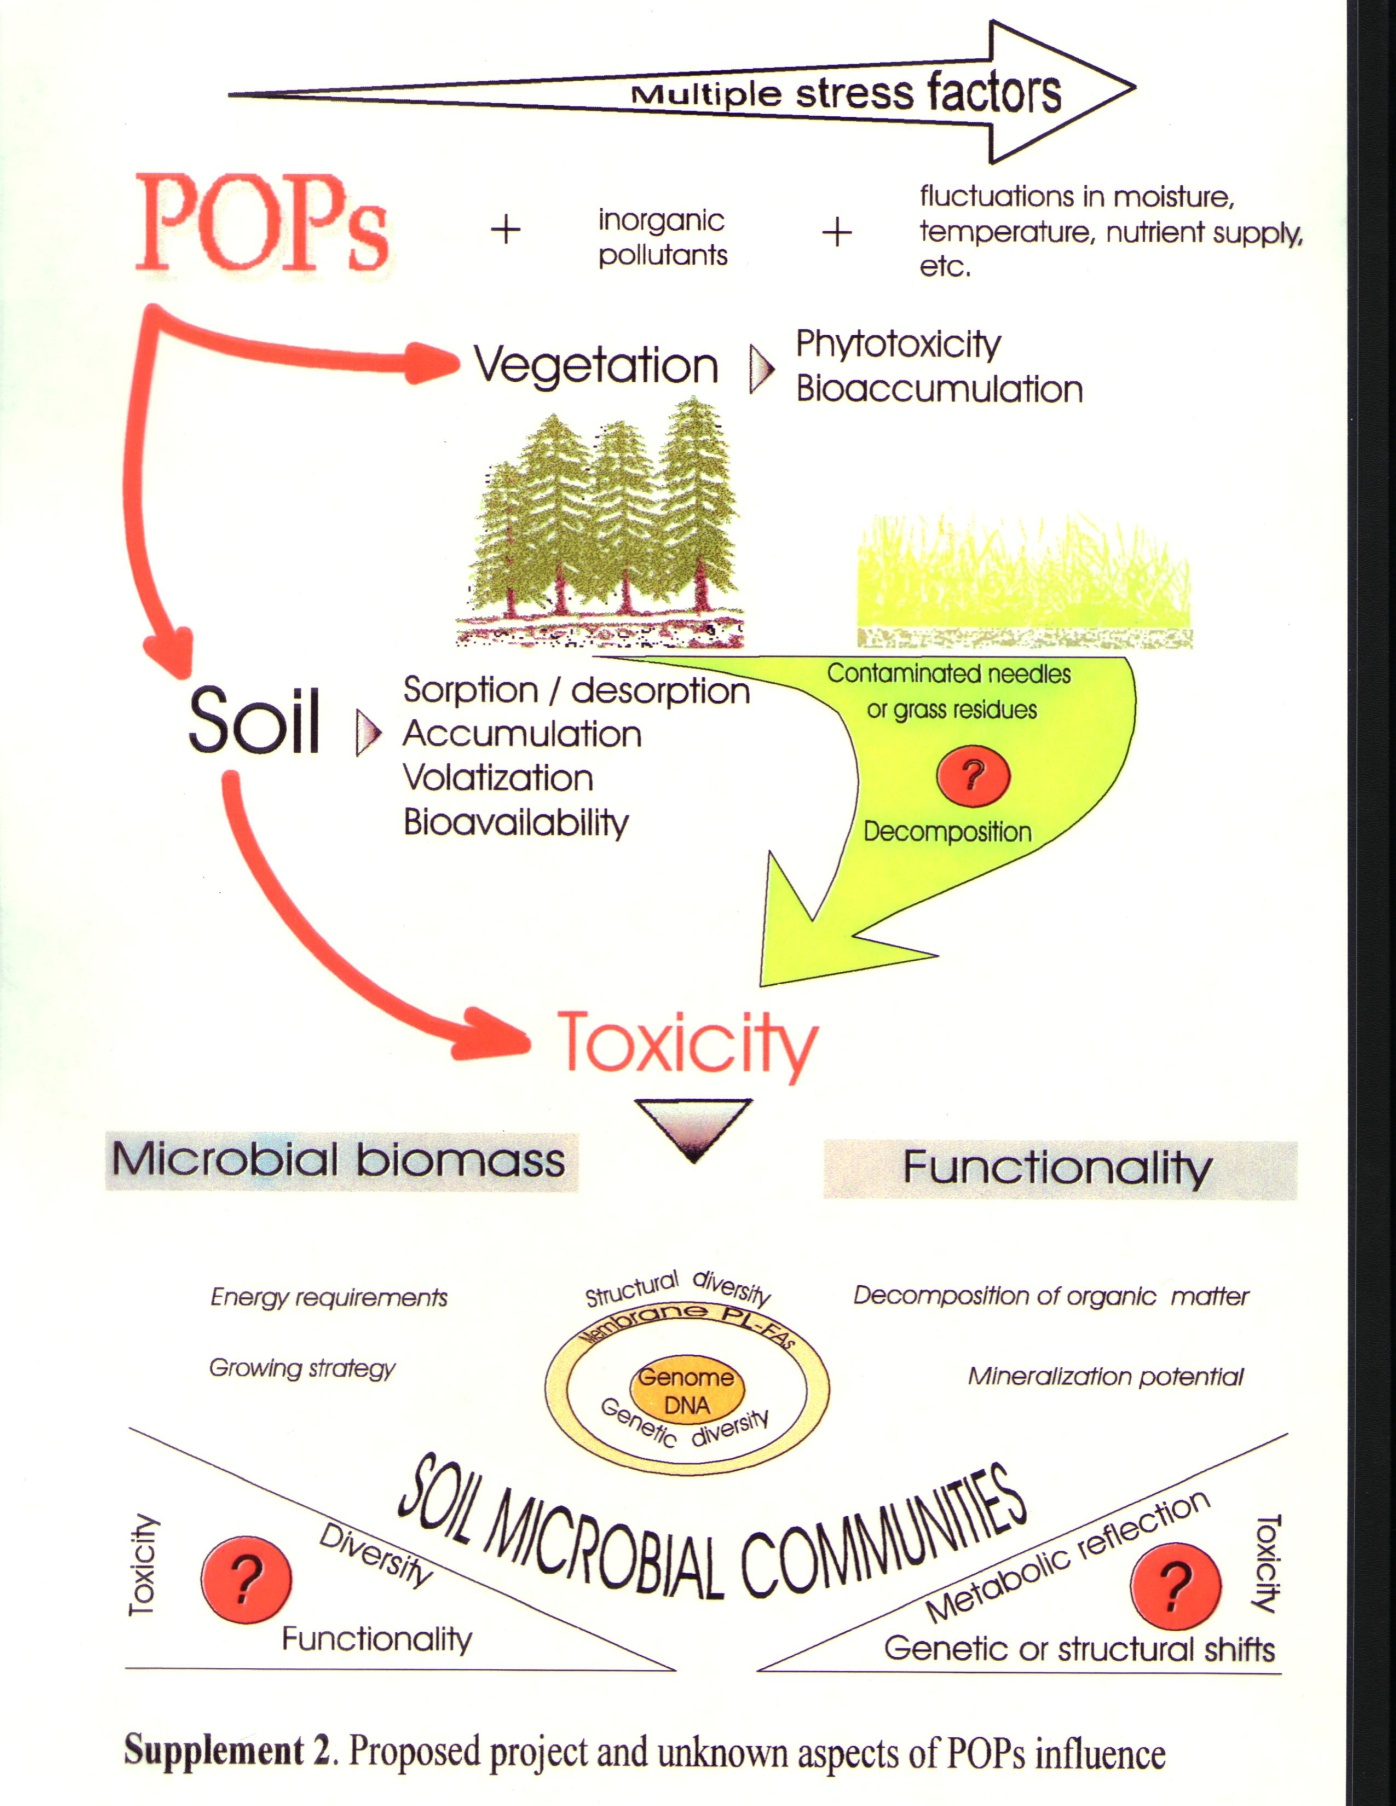 Multiple stress factors
POPs + inorganic pollutants + fluctuations in moisture,
temperature, nutrient supply,
etc.
Vegetation
Phytotoxicity
Bioaccumulation
Soil
Sorption / desorption
Accumulation
Volatization
Bioavailability
Contaminated needles
or grass residues
?
Decomposition
Toxicity
Microbial biomass
Functionality
Energy requirements
Growing strategy
Structural diversity
Membrane PL-FAs
Genome
DNA
Genetic diversity
Decomposition of organic matter
Mineralization potential
SOIL MICROBIAL COMMUNITIES
Toxicity
?
Diversity
Functionality
Metabolic reflection
?
Toxicity
Genetic or structural shifts
Supplement 2. Proposed project and unknown aspects of POPs influence